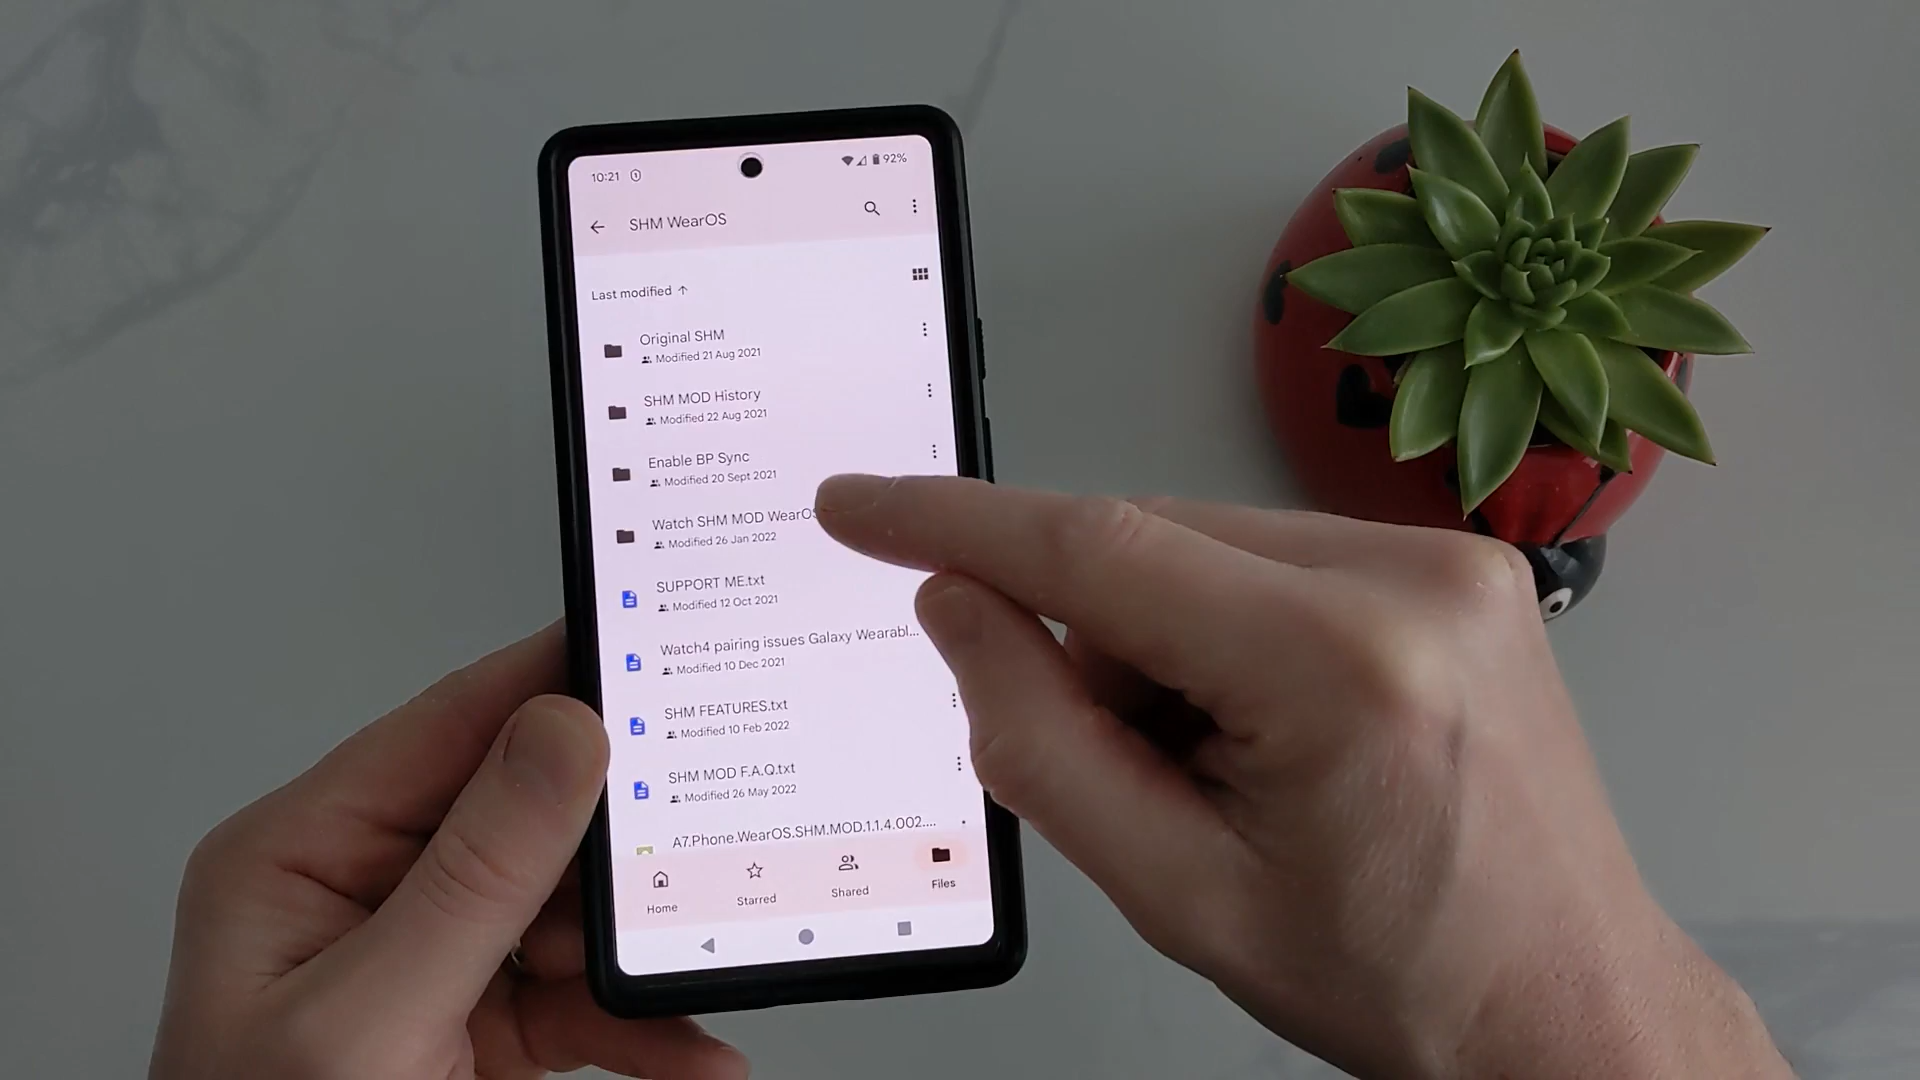 10:21
92%
SHM WearOS
Last modified ↑
Original SHM
Modified 21 Aug 2021
SHM MOD History
Modified 22 Aug 2021
Enable BP Sync
Modified 20 Sept 2021
Watch SHM MOD WearOS
Modified 26 Jan 2022
SUPPORT ME.txt
Modified 12 Oct 2021
Watch4 pairing issues Galaxy Wearabl...
Modified 10 Dec 2021
SHM FEATURES.txt
Modified 10 Feb 2022
SHM MOD F.A.Q.txt
Modified 26 May 2022
A7.Phone.WearOS.SHM.MOD.1.1.4.002....
Home
Starred
Shared
Files